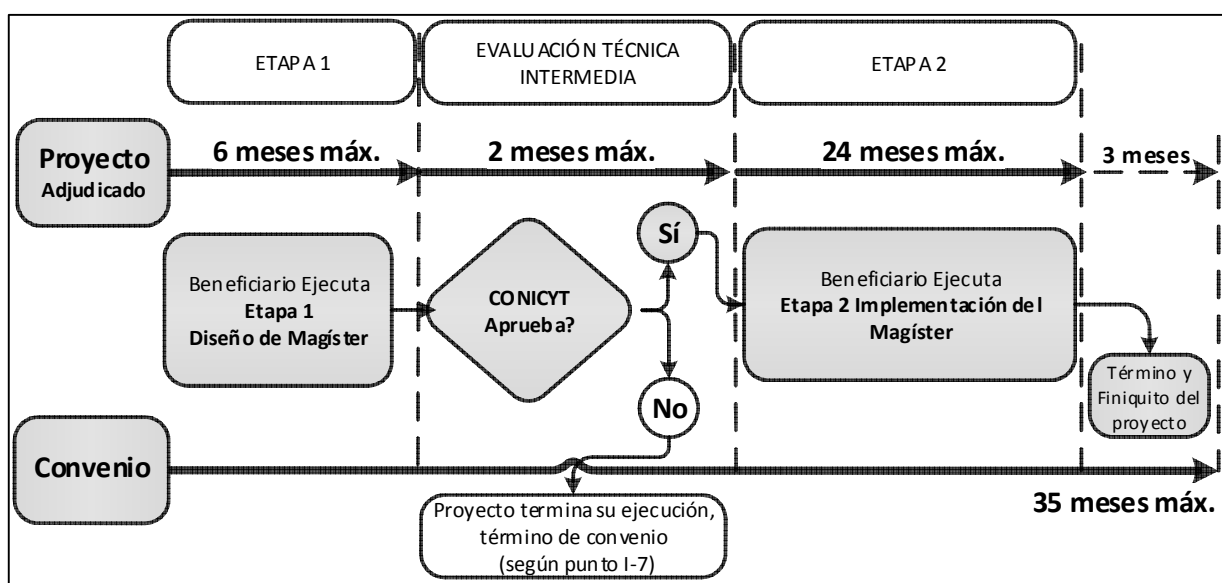 ETAPA 1
EVALUACIÓN TÉCNICA
INTERMEDIA
ETAPA 2
Proyecto
Adjudicado
6 meses máx.
2 meses máx.
24 meses máx.
3 meses
Beneficiario Ejecuta
Etapa 1
Diseño de Magíster
CONICYT
Aprueba?
Sí
No
Beneficiario Ejecuta
Etapa 2 Implementación del
Magíster
Término y
Finiquito del
proyecto
Convenio
35 meses máx.
Proyecto termina su ejecución,
término de convenio
(según punto I-7)